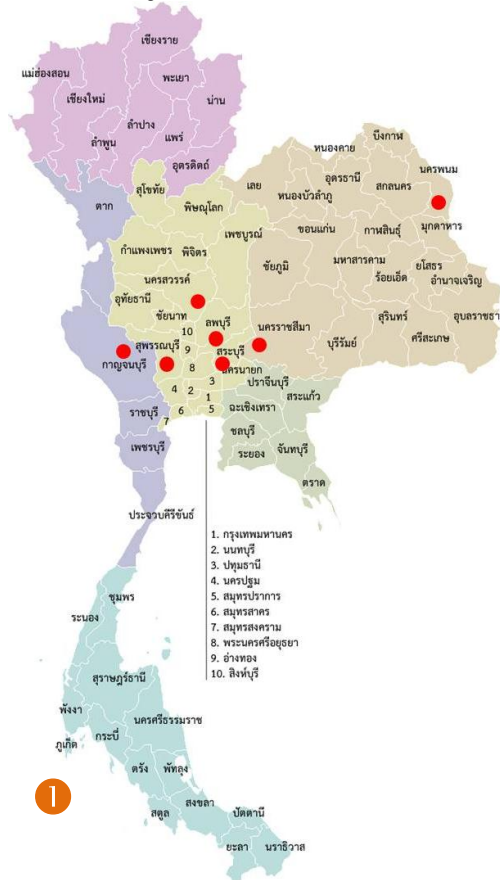 เชียงราย
แม่ฮ่องสอน
พะเยา
เชียงใหม่
น่าน
ลำปาง
แพร่
ลำพูน
อุตรดิตถ์
บึงกาฬ
หนองคาย
นครพนม
เลย
อุดรธานี
สกลนคร
หนองบัวลำภู
ตาก
สุโขทัย
พิษณุโลก
เพชรบูรณ์
ขอนแก่น
กาฬสินธุ์
มุกดาหาร
กำแพงเพชร
พิจิตร
ชัยภูมิ
มหาสารคาม
ร้อยเอ็ด
ยโสธร
อำนาจเจริญ
นครสวรรค์
อุทัยธานี
ชัยนาท
ลพบุรี
นครราชสีมา
บุรีรัมย์
สุรินทร์
ศรีสะเกษ
อุบลราชธา
10
สุพรรณบุรี
9
สระบุรี
กาญจนบุรี
8
นครนายก
ปราจีนบุรี
สระแก้ว
4
2
3
1
6
5
7
ราชบุรี
ฉะเชิงเทรา
ชลบุรี
เพชรบุรี
ระยอง
จันทบุรี
ตราด
ประจวบคีรีขันธ์
1. กรุงเทพมหานคร
2. นนทบุรี
3. ปทุมธานี
4. นครปฐม
5. สมุทรปราการ
6. สมุทรสาคร
7. สมุทรสงคราม
8. พระนครศรีอยุธยา
9. อ่างทอง
10. สิงห์บุรี
ชุมพร
ระนอง
สุราษฎร์ธานี
พังงา
นครศรีธรรมราช
ภูเก็ต
กระบี่
ตรัง
พัทลุง
1
สตูล
สงขลา
ปัตตานี
ยะลา
นราธิวาส